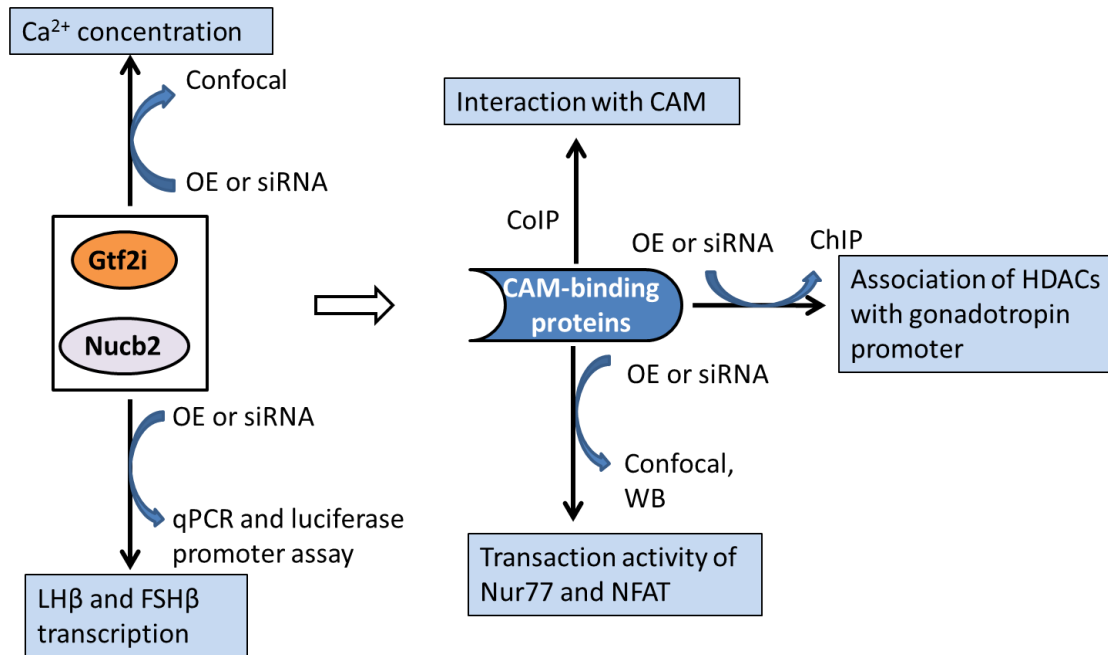 Ca²⁺ concentration
Confocal
OE or siRNA
Gtf2i
Nucb2
OE or siRNA
qPCR and luciferase
promoter assay
LHβ and FSHβ
transcription
Interaction with CAM
CoIP
OE or siRNA
ChIP
CAM-binding
proteins
Association of HDACs
with gonadotropin
promoter
OE or siRNA
Confocal,
WB
Transaction activity of
Nur77 and NFAT